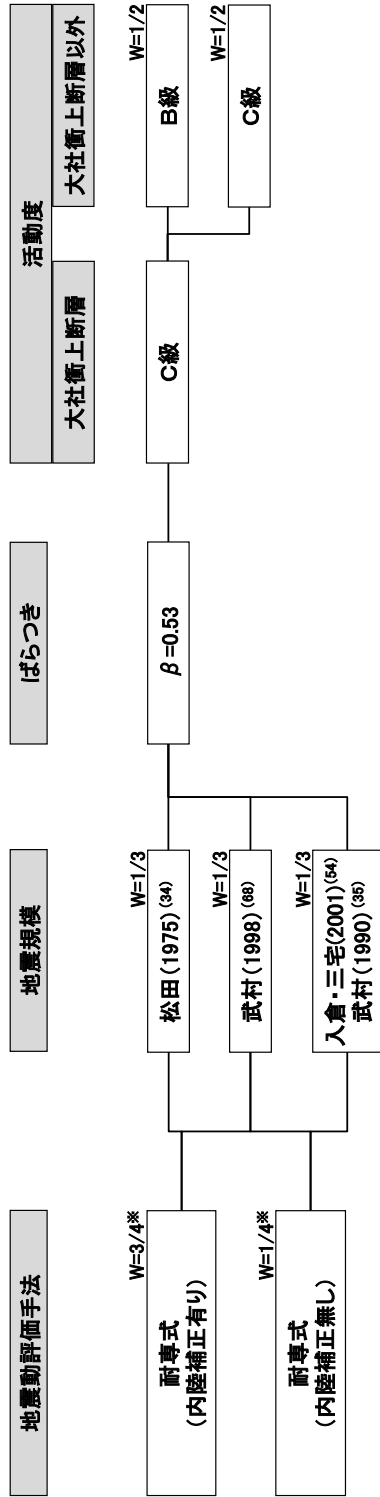 地震動評価手法
地震規模
ばらつき
活動度
大社衝上断層
大社衝上断層以外
W=3/4※
耐専式
(内陸補正有り)
W=1/4※
耐専式
(内陸補正無し)
W=1/3
松田(1975)(34)
W=1/3
武村(1998)(68)
W=1/3
入倉・三宅(2001)(54)
武村(1990)(35)
β=0.53
C級
W=1/2
B級
W=1/2
C級